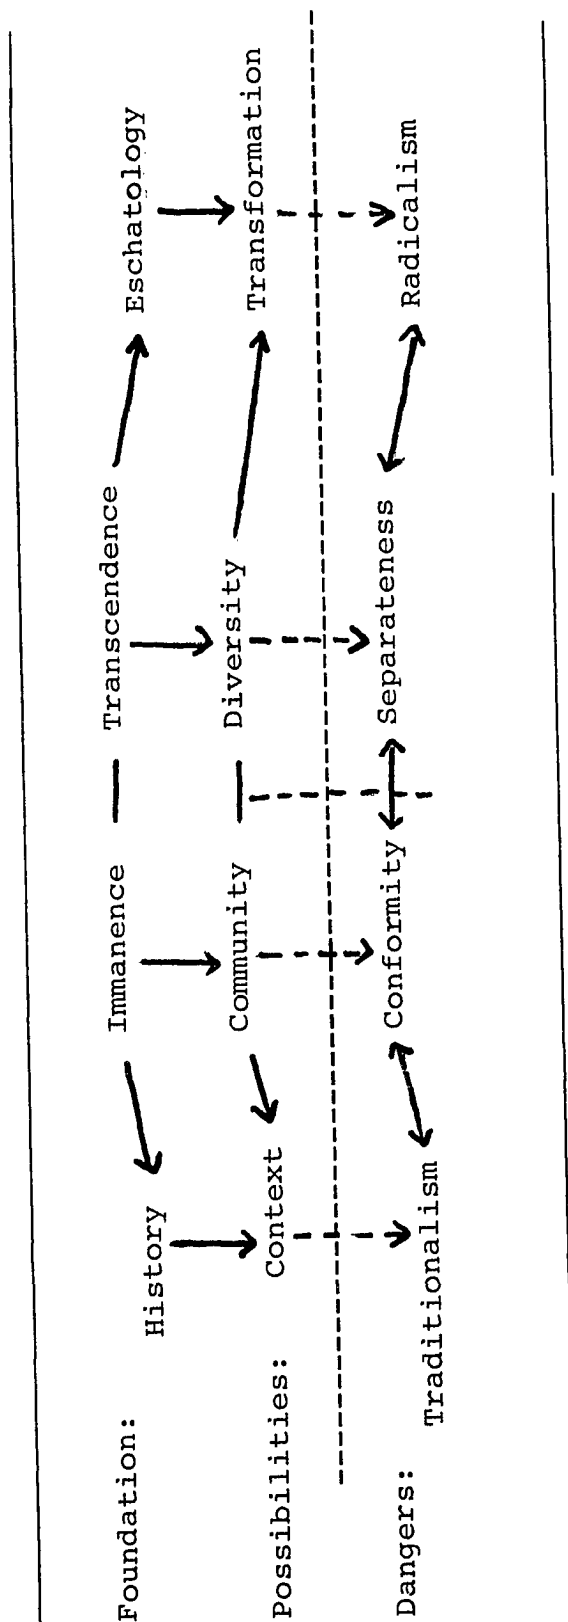 Foundation: History Immanence Transcendence Eschatology
Possibilities: Context Community Diversity Transformation
Dangers: Traditionalism Conformity Separateness Radicalism